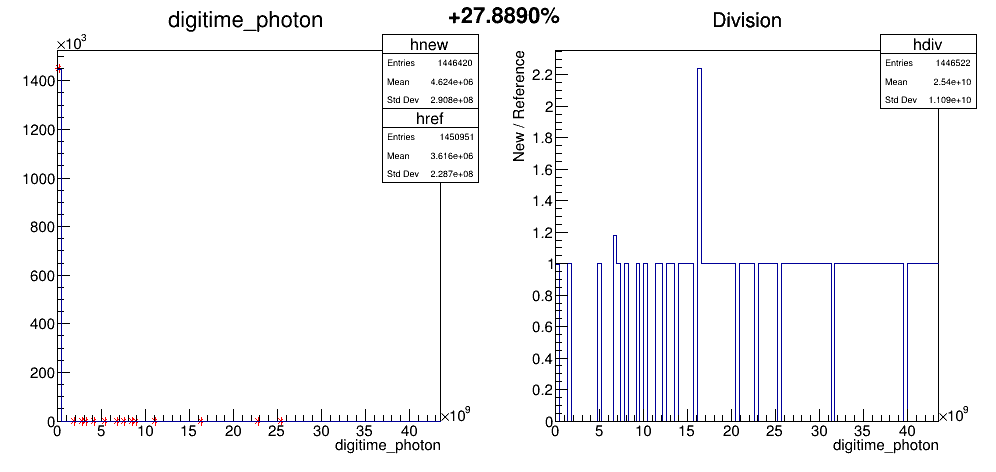 +27.8890%
digitime_photon
×10³
hnew
Entries 1446420
Mean 4.624e+06
Std Dev 2.908e+08
href
Entries 1450951
Mean 3.616e+06
Std Dev 2.287e+08
1400
1200
1000
800
600
400
200
0
0 5 10 15 20 25 30 35 40
×10⁹
digitime_photon
Division
hdiv
Entries 1446522
Mean 2.54e+10
Std Dev 1.109e+10
New / Reference
2.2
2
1.8
1.6
1.4
1.2
1
0.8
0.6
0.4
0.2
0
0 5 10 15 20 25 30 35 40
×10⁹
digitime_photon